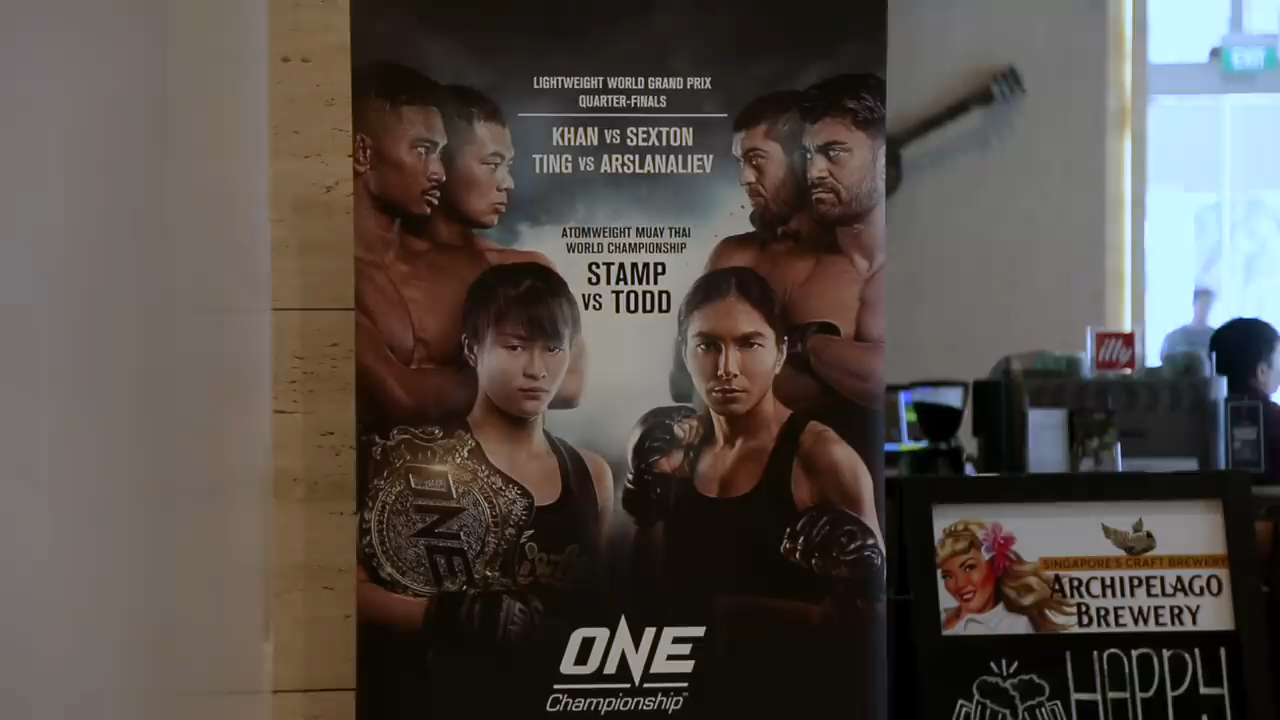 LIGHTWEIGHT WORLD GRAND PRIX
QUARTER-FINALS
KHAN VS SEXTON
TING VS ARSLANALIEV
ATOMWEIGHT MUAY THAI
WORLD CHAMPIONSHIP
STAMP
VS TODD
ONE
ONE
Championship™
EXIT
illy
SINGAPORE'S CRAFT BREWERY
ARCHIPELAGO
BREWERY
HAPPY